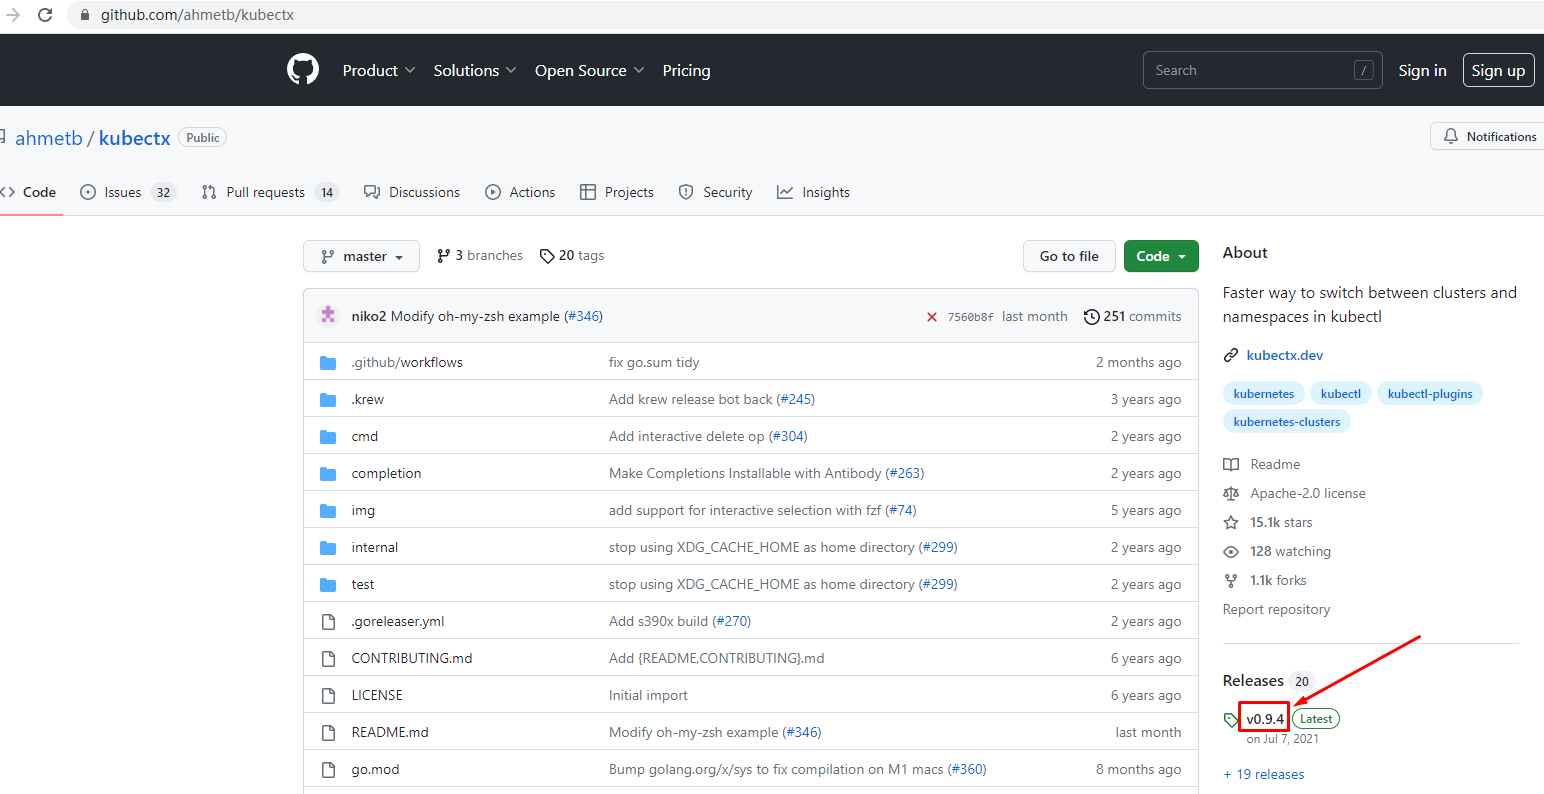 github.com/ahmetb/kubectx
Product Solutions Open Source Pricing Search / Sign in Sign up
ahmetb / kubectx Public Notifications
Code Issues 32 Pull requests 14 Discussions Actions Projects Security Insights
master 3 branches 20 tags Go to file Code
niko2 Modify oh-my-zsh example (#346) 7560b8f last month 251 commits
.github/workflows fix go.sum tidy 2 months ago
.krew Add krew release bot back (#245) 3 years ago
cmd Add interactive delete op (#304) 2 years ago
completion Make Completions Installable with Antibody (#263) 2 years ago
img add support for interactive selection with fzf (#74) 5 years ago
internal stop using XDG_CACHE_HOME as home directory (#299) 2 years ago
test stop using XDG_CACHE_HOME as home directory (#299) 2 years ago
.goreleaser.yml Add s390x build (#270) 2 years ago
CONTRIBUTING.md Add {README,CONTRIBUTING}.md 6 years ago
LICENSE Initial import 6 years ago
README.md Modify oh-my-zsh example (#346) last month
go.mod Bump golang.org/x/sys to fix compilation on M1 macs (#360) 8 months ago
About
Faster way to switch between clusters and
namespaces in kubectl
kubectx.dev
kubernetes kubectl kubectl-plugins
kubernetes-clusters
Readme
Apache-2.0 license
15.1k stars
128 watching
1.1k forks
Report repository
Releases 20
v0.9.4 Latest
on Jul 7, 2021
+ 19 releases